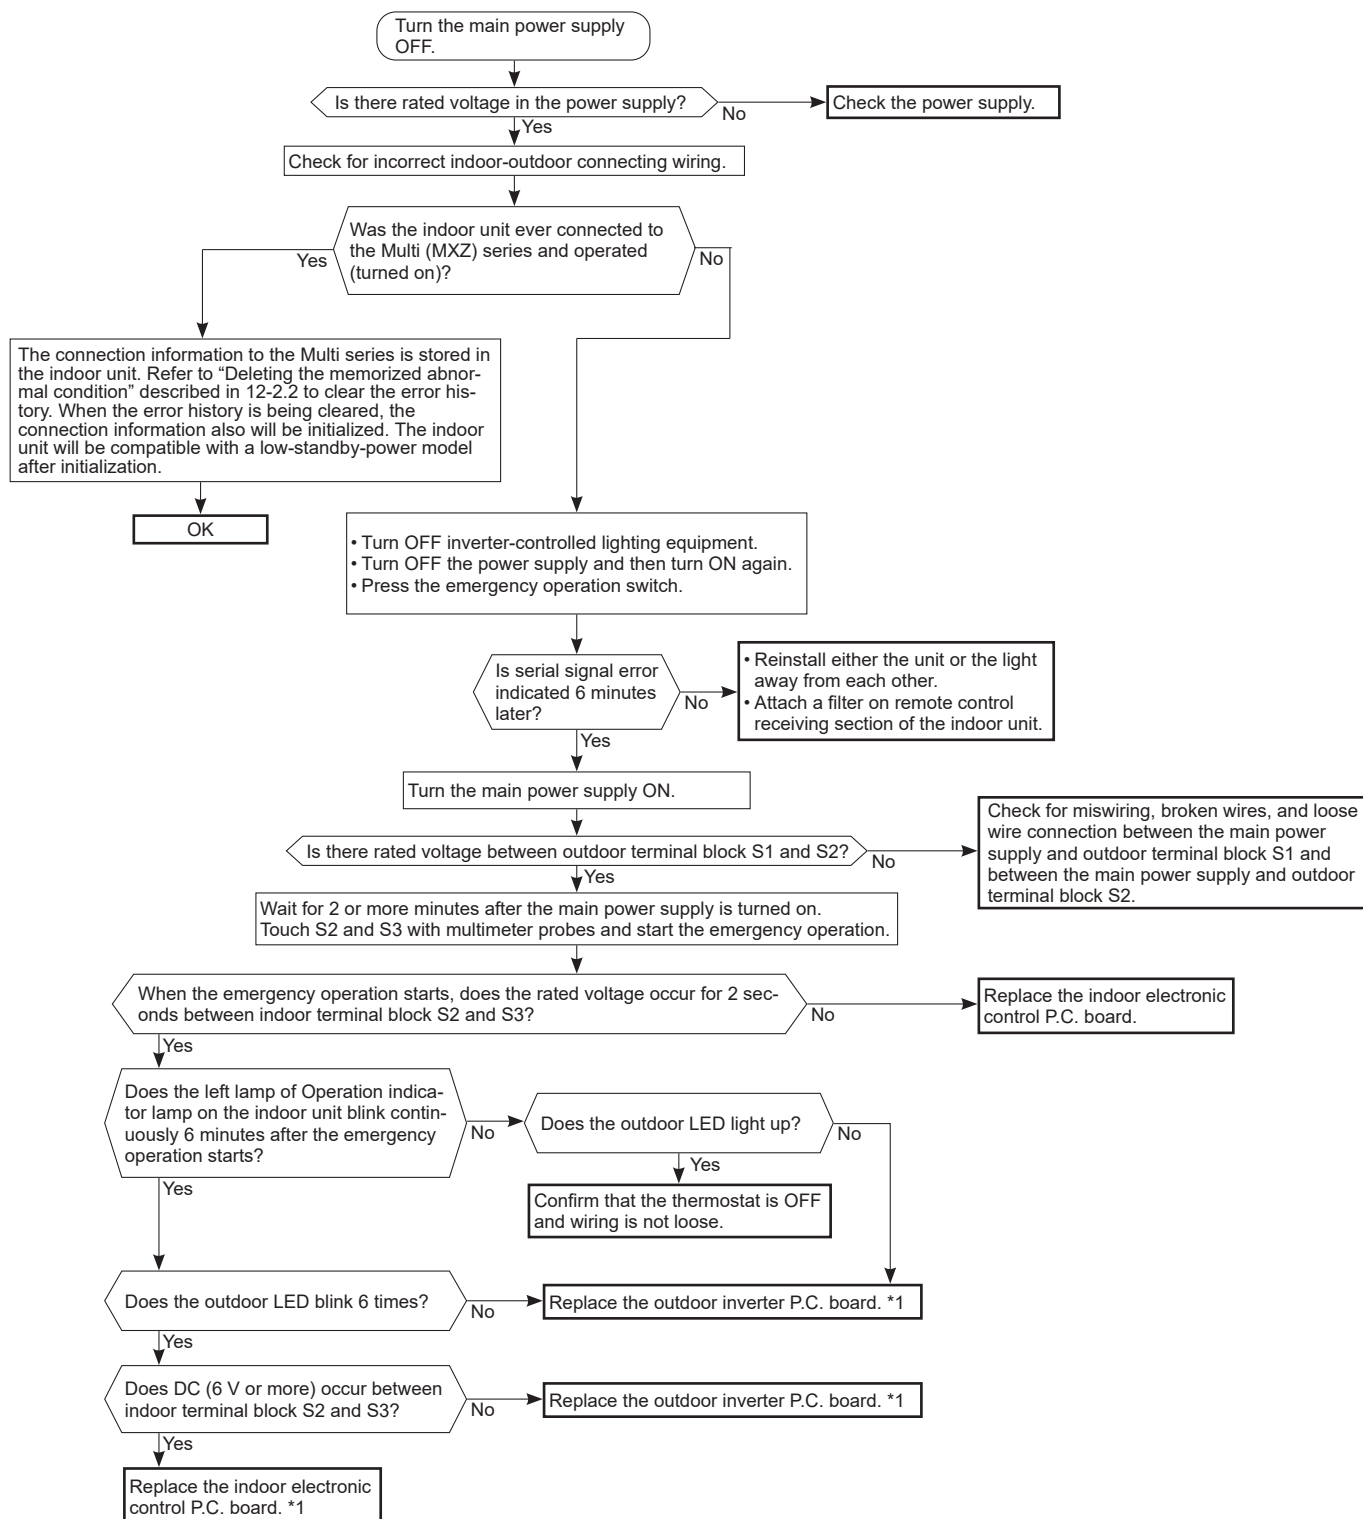 Turn the main power supply
OFF.
Is there rated voltage in the power supply?
No
Check the power supply.
Yes
Check for incorrect indoor-outdoor connecting wiring.
Was the indoor unit ever connected to
the Multi (MXZ) series and operated
(turned on)?
Yes
No
The connection information to the Multi series is stored in
the indoor unit. Refer to “Deleting the memorized abnor-
mal condition” described in 12-2.2 to clear the error his-
tory. When the error history is being cleared, the
connection information also will be initialized. The indoor
unit will be compatible with a low-standby-power model
after initialization.
OK
• Turn OFF inverter-controlled lighting equipment.
• Turn OFF the power supply and then turn ON again.
• Press the emergency operation switch.
Is serial signal error
indicated 6 minutes
later?
No
• Reinstall either the unit or the light
away from each other.
• Attach a filter on remote control
receiving section of the indoor unit.
Yes
Turn the main power supply ON.
Is there rated voltage between outdoor terminal block S1 and S2?
No
Check for miswiring, broken wires, and loose
wire connection between the main power
supply and outdoor terminal block S1 and
between the main power supply and outdoor
terminal block S2.
Yes
Wait for 2 or more minutes after the main power supply is turned on.
Touch S2 and S3 with multimeter probes and start the emergency operation.
When the emergency operation starts, does the rated voltage occur for 2 sec-
onds between indoor terminal block S2 and S3?
No
Replace the indoor electronic
control P.C. board.
Yes
Does the left lamp of Operation indica-
tor lamp on the indoor unit blink contin-
uously 6 minutes after the emergency
operation starts?
No
Does the outdoor LED light up?
No
Yes
Confirm that the thermostat is OFF
and wiring is not loose.
Yes
Does the outdoor LED blink 6 times?
No
Replace the outdoor inverter P.C. board. *1
Yes
Does DC (6 V or more) occur between
indoor terminal block S2 and S3?
No
Replace the outdoor inverter P.C. board. *1
Yes
Replace the indoor electronic
control P.C. board. *1